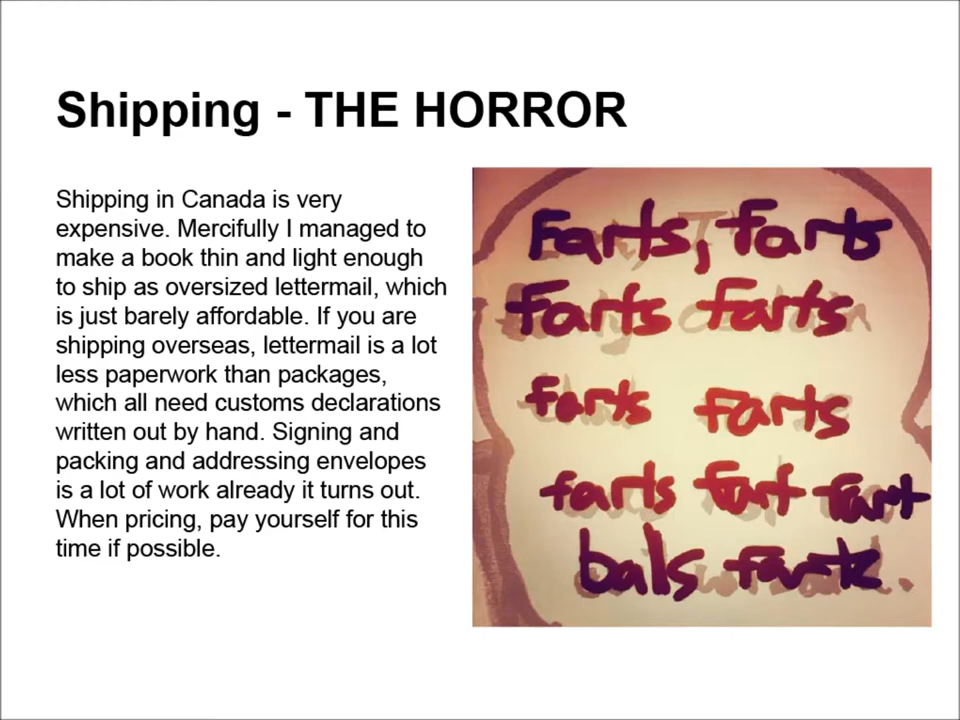 Shipping - THE HORROR
Shipping in Canada is very
expensive. Mercifully I managed to
make a book thin and light enough
to ship as oversized lettermail, which
is just barely affordable. If you are
shipping overseas, lettermail is a lot
less paperwork than packages,
which all need customs declarations
written out by hand. Signing and
packing and addressing envelopes
is a lot of work already it turns out.
When pricing, pay yourself for this
time if possible.
Farts, farts
farts farts
farts farts
farts fart fart
balls